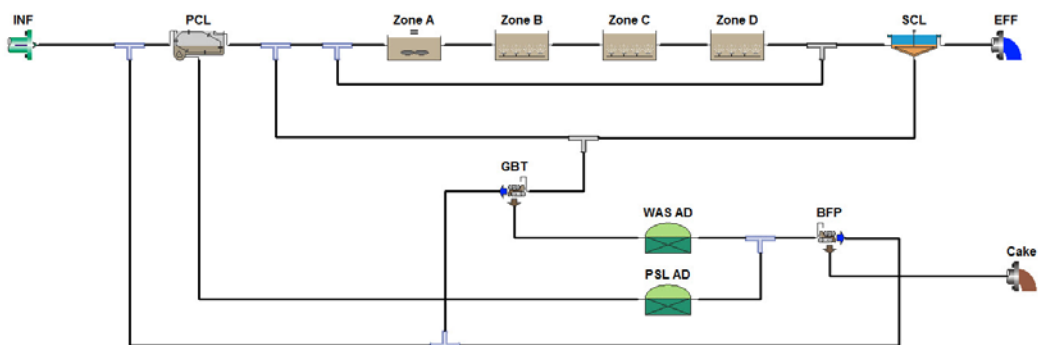 INF
PCL
Zone A
Zone B
Zone C
Zone D
SCL
EFF
GBT
WAS AD
BFP
Cake
PSL AD